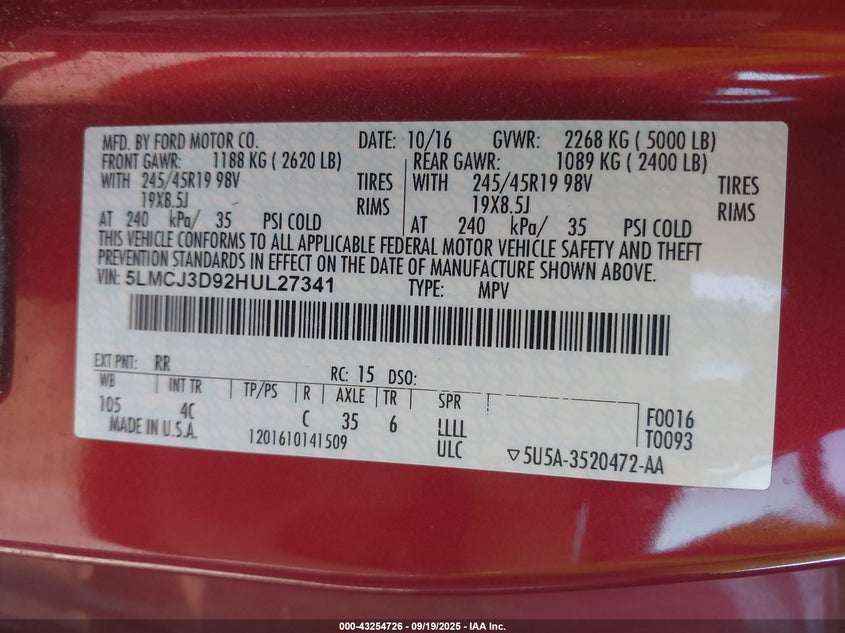 MFD. BY FORD MOTOR CO. DATE: 10/16 GVWR: 2268 KG ( 5000 LB)
FRONT GAWR: 1188 KG ( 2620 LB) REAR GAWR: 1089 KG ( 2400 LB)
WITH 245/45R19 98V TIRES WITH 245/45R19 98V TIRES
19X8.5J RIMS 19X8.5J RIMS
AT 240 kPa/ 35 PSI COLD AT 240 kPa/ 35 PSI COLD
THIS VEHICLE CONFORMS TO ALL APPLICABLE FEDERAL MOTOR VEHICLE SAFETY AND THEFT
PREVENTION STANDARDS IN EFFECT ON THE DATE OF MANUFACTURE SHOWN ABOVE.
VIN: 5LMCJ3D92HUL27341 TYPE: MPV
EXT PNT: RR RC: 15 DSO:
WB INT TR TP/PS R AXLE TR SPR
105 4C C 35 6 LLLL F0016
MADE IN U.S.A. 1201610141509 ULC T0093
▽5U5A-3520472-AA
000-43254726 - 09/19/2025 - IAA Inc.